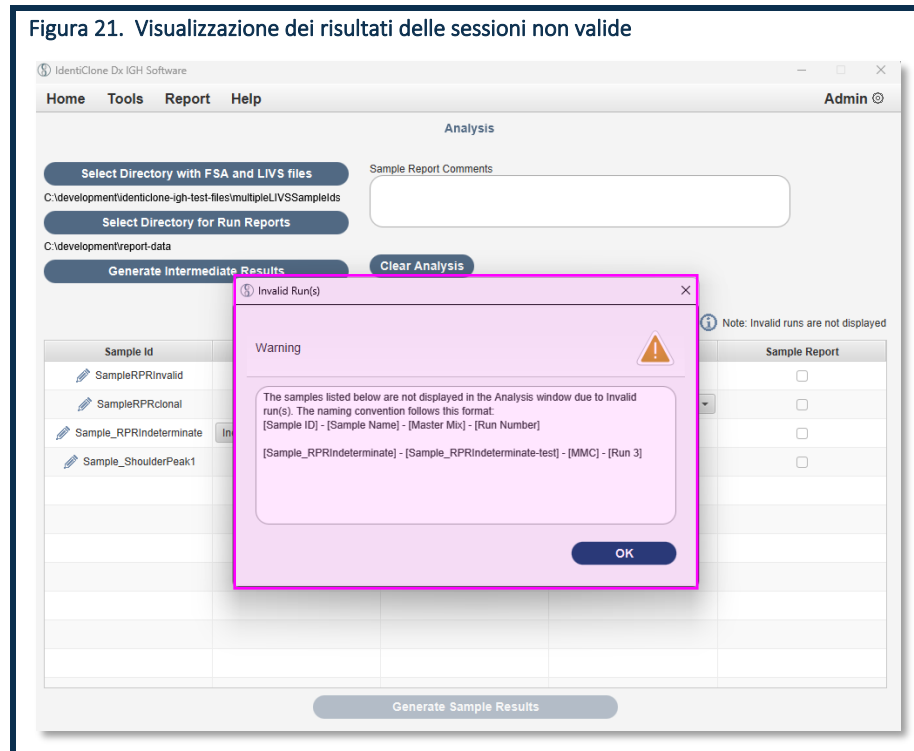 Figura 21. Visualizzazione dei risultati delle sessioni non valide
IdentiClone Dx IGH Software
Home Tools Report Help Admin
Analysis
Select Directory with FSA and LIVS files
Sample Report Comments
C:\development\identiclone-igh-test-files\multipleLIVSSampleIds
Select Directory for Run Reports
C:\development\report-data
Generate Intermediate Results
Clear Analysis
Invalid Run(s)
Note: Invalid runs are not displayed
Warning
Sample Id
Sample Report
SampleRPRInvalid
SampleRPRclonal
Sample_RPRIndeterminate
Sample_ShoulderPeak1
The samples listed below are not displayed in the Analysis window due to Invalid
run(s). The naming convention follows this format:
[Sample ID] - [Sample Name] - [Master Mix] - [Run Number]
[Sample_RPRIndeterminate] - [Sample_RPRIndeterminate-test] - [MMC] - [Run 3]
OK
Generate Sample Results